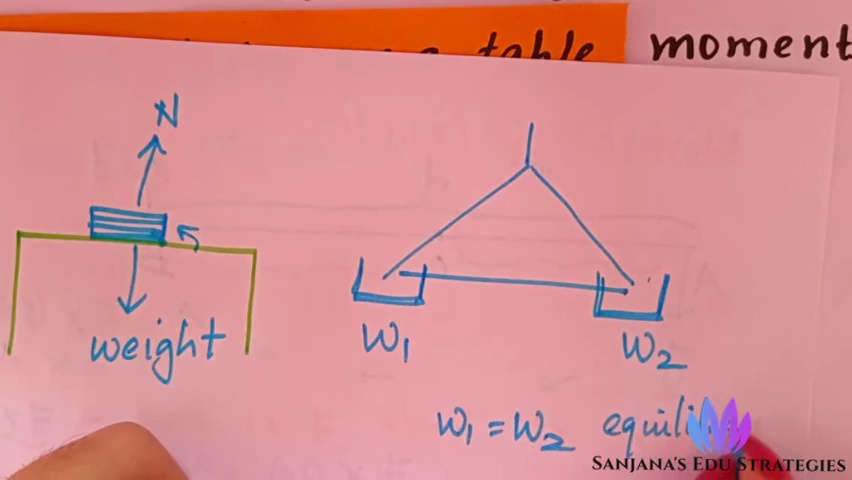 table moment
N
weight
W1
W2
W1 = W2
SANJANA'S EDU STRATEGIES